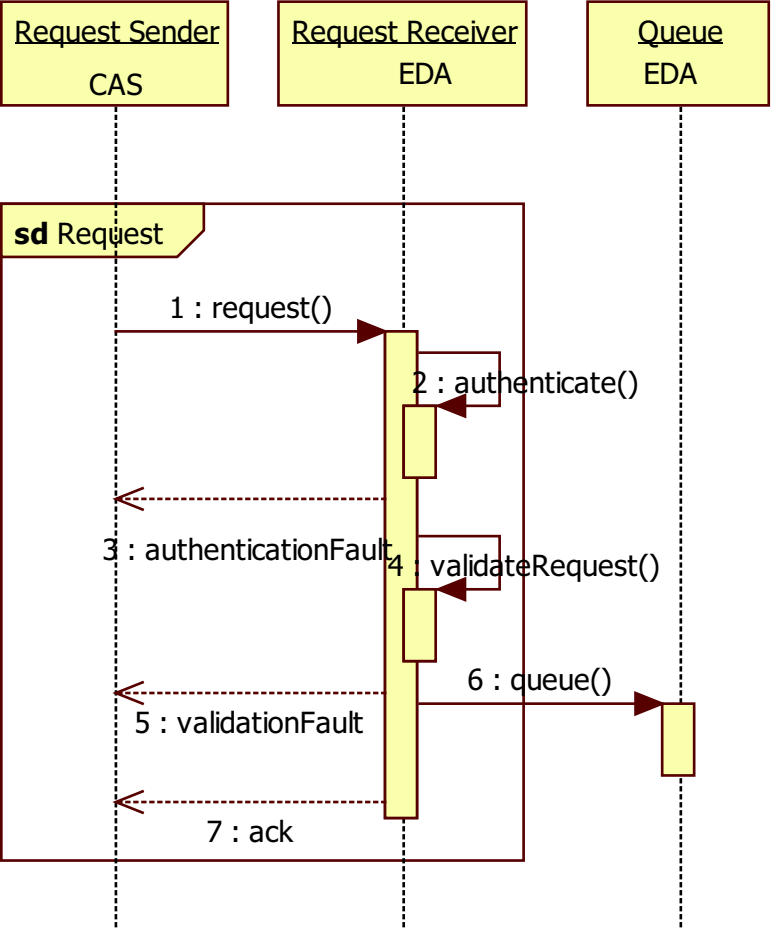 Request Sender
CAS
Request Receiver
EDA
Queue
EDA
sd Request
1 : request()
2 : authenticate()
3 : authenticationFault
4 : validateRequest()
5 : validationFault
6 : queue()
7 : ack